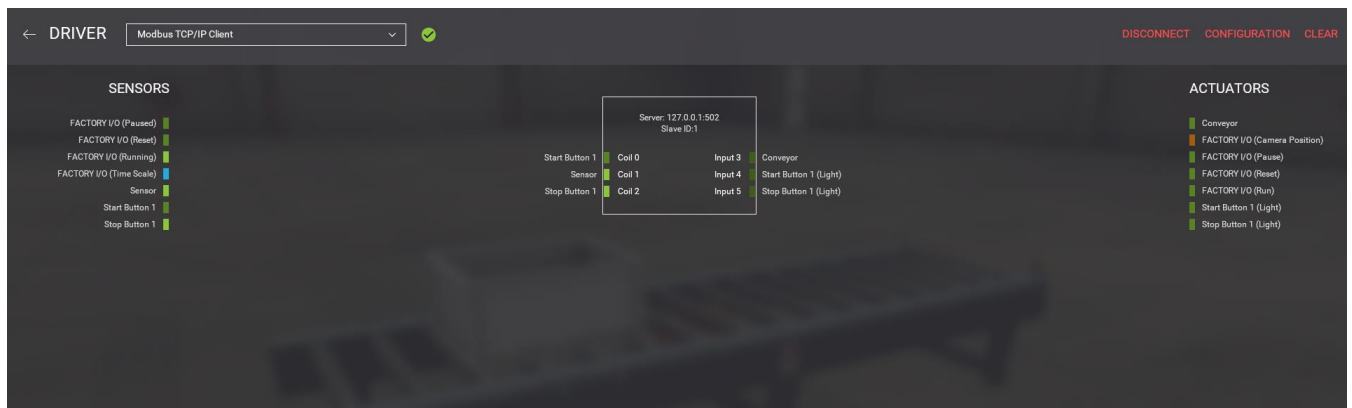 ← DRIVER Modbus TCP/IP Client DISCONNECT CONFIGURATION CLEAR
SENSORS
FACTORY I/O (Paused)
FACTORY I/O (Reset)
FACTORY I/O (Running)
FACTORY I/O (Time Scale)
Sensor
Start Button 1
Stop Button 1
Server: 127.0.0.1:502
Slave ID:1
Start Button 1 Coil 0 Input 3 Conveyor
Sensor Coil 1 Input 4 Start Button 1 (Light)
Stop Button 1 Coil 2 Input 5 Stop Button 1 (Light)
ACTUATORS
Conveyor
FACTORY I/O (Camera Position)
FACTORY I/O (Pause)
FACTORY I/O (Reset)
FACTORY I/O (Run)
Start Button 1 (Light)
Stop Button 1 (Light)